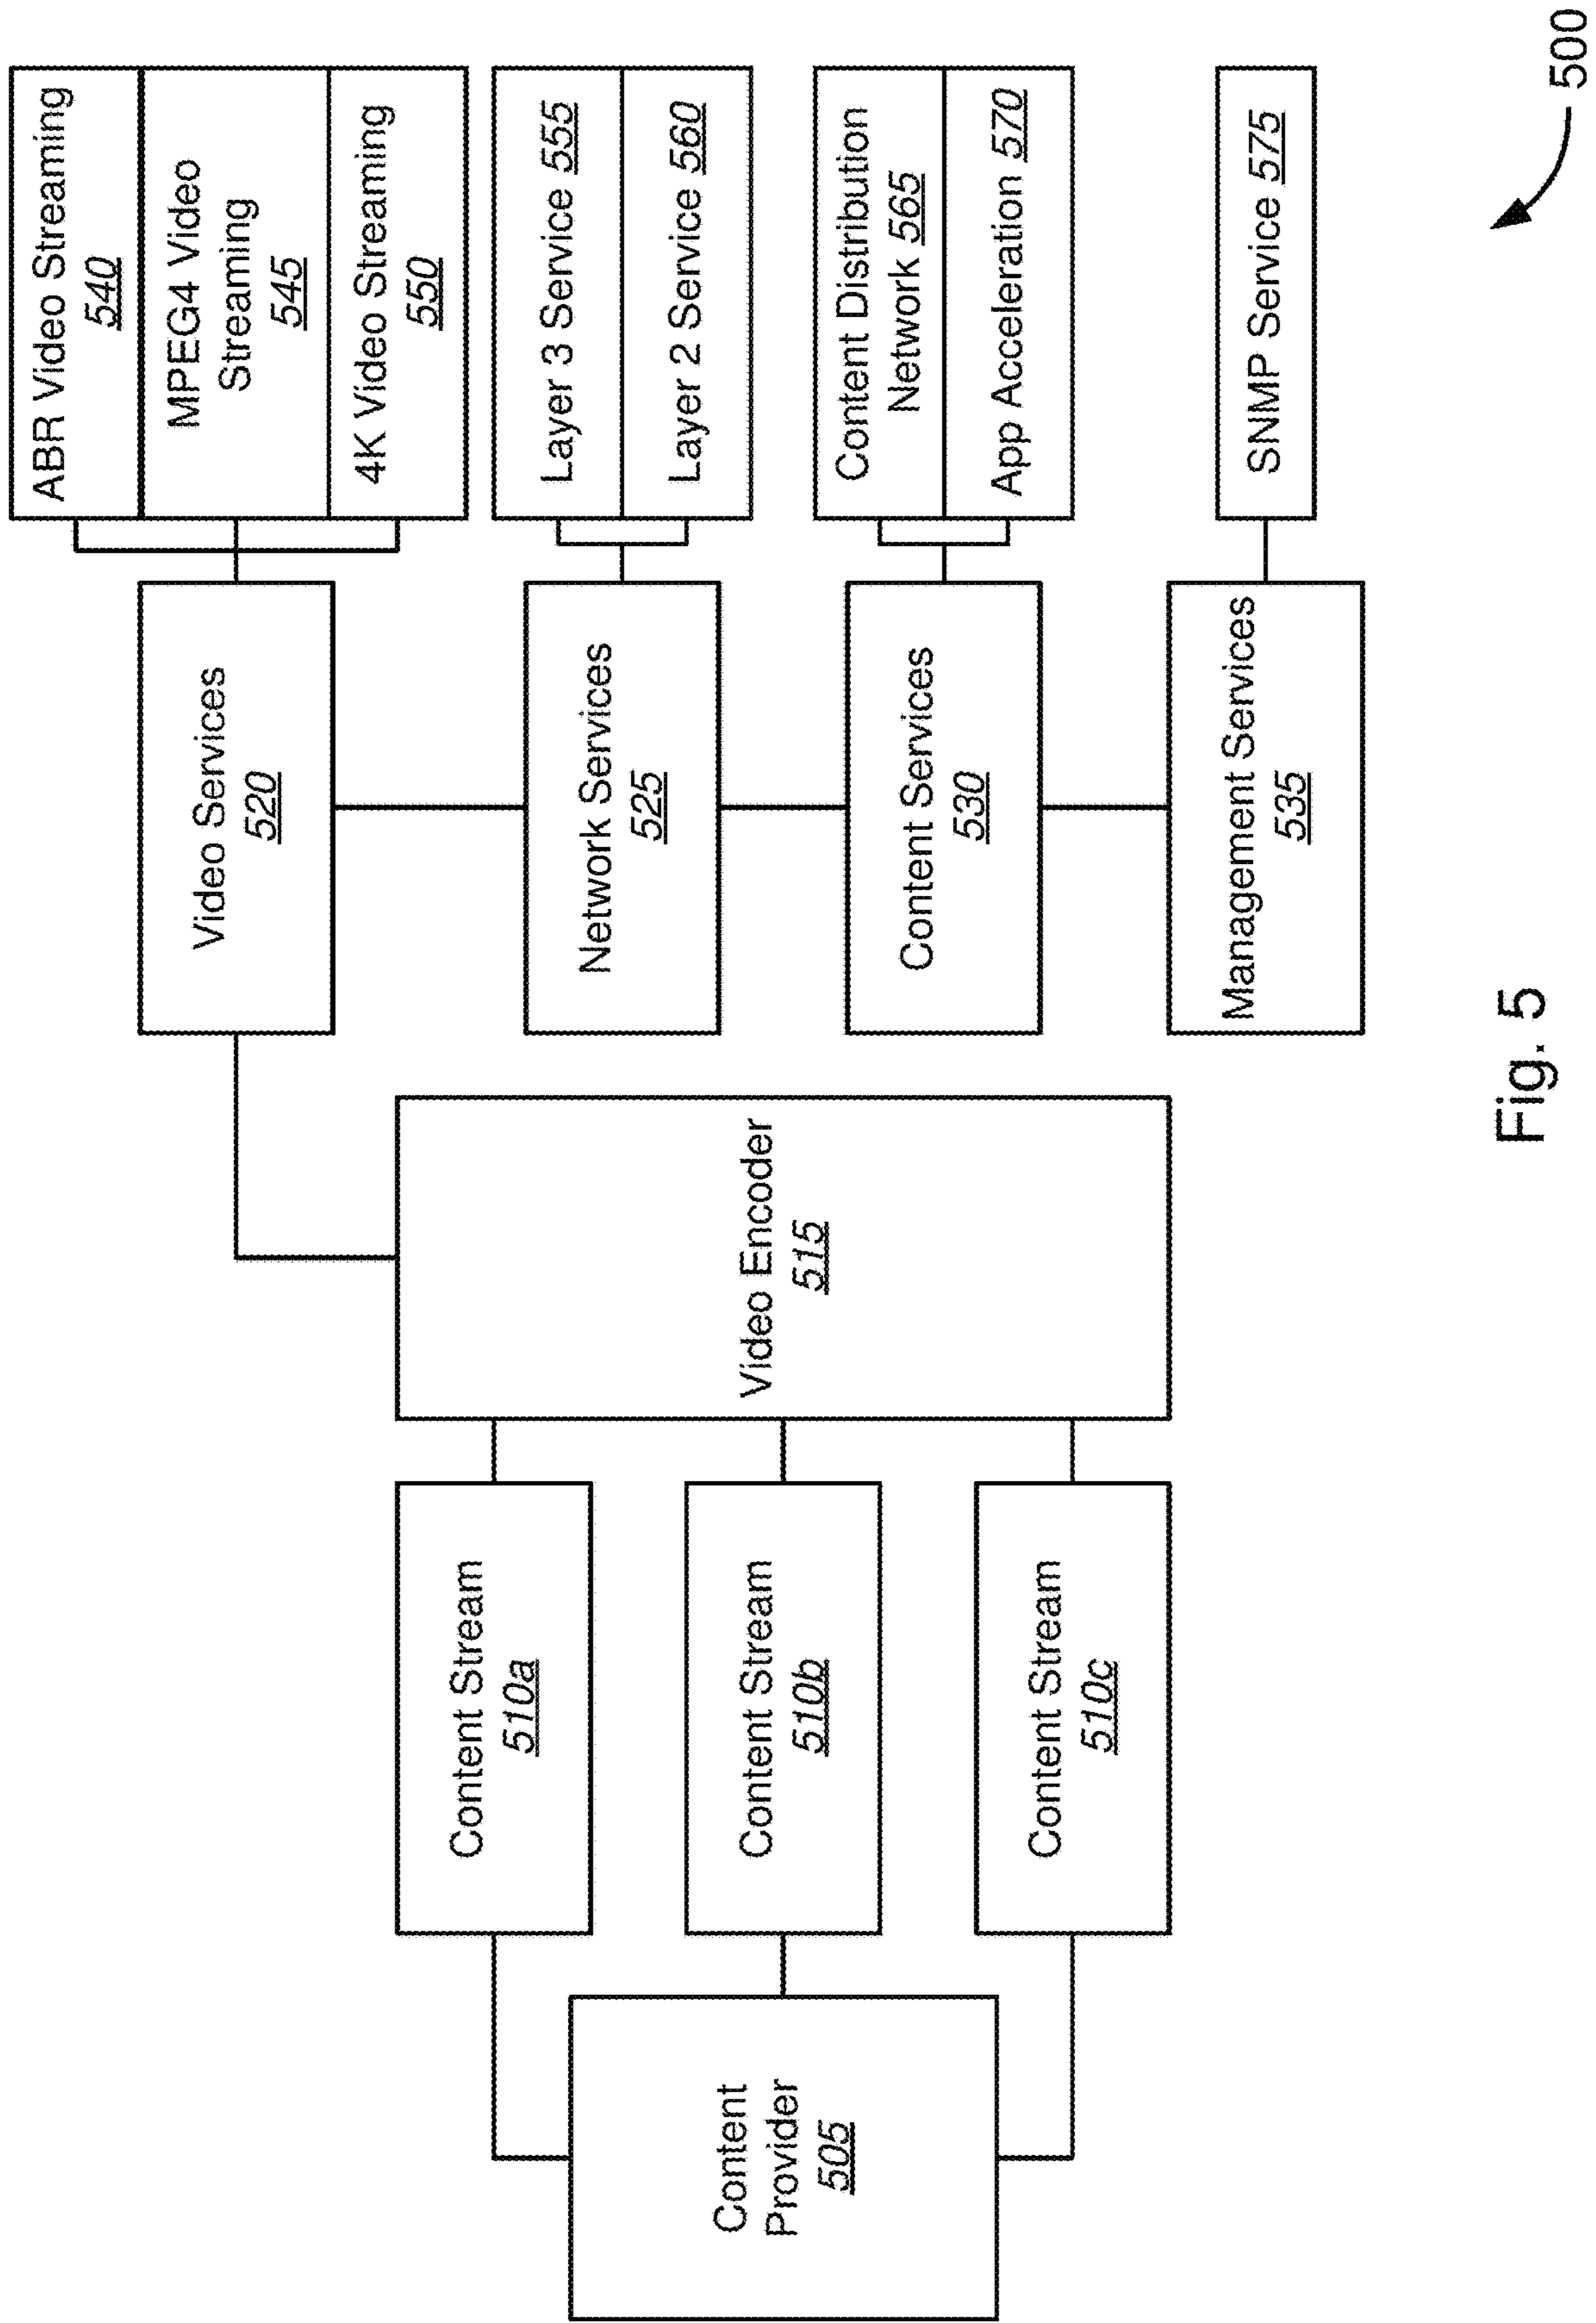 Content
Provider
505
Content Stream
510a
Content Stream
510b
Content Stream
510c
Video Encoder
515
Video Services
520
Network Services
525
Content Services
530
Management Services
535
ABR Video Streaming
540
MPEG4 Video
Streaming
545
4K Video Streaming
550
Layer 3 Service 555
Layer 2 Service 560
Content Distribution
Network 565
App Acceleration 570
SNMP Service 575
500
Fig. 5